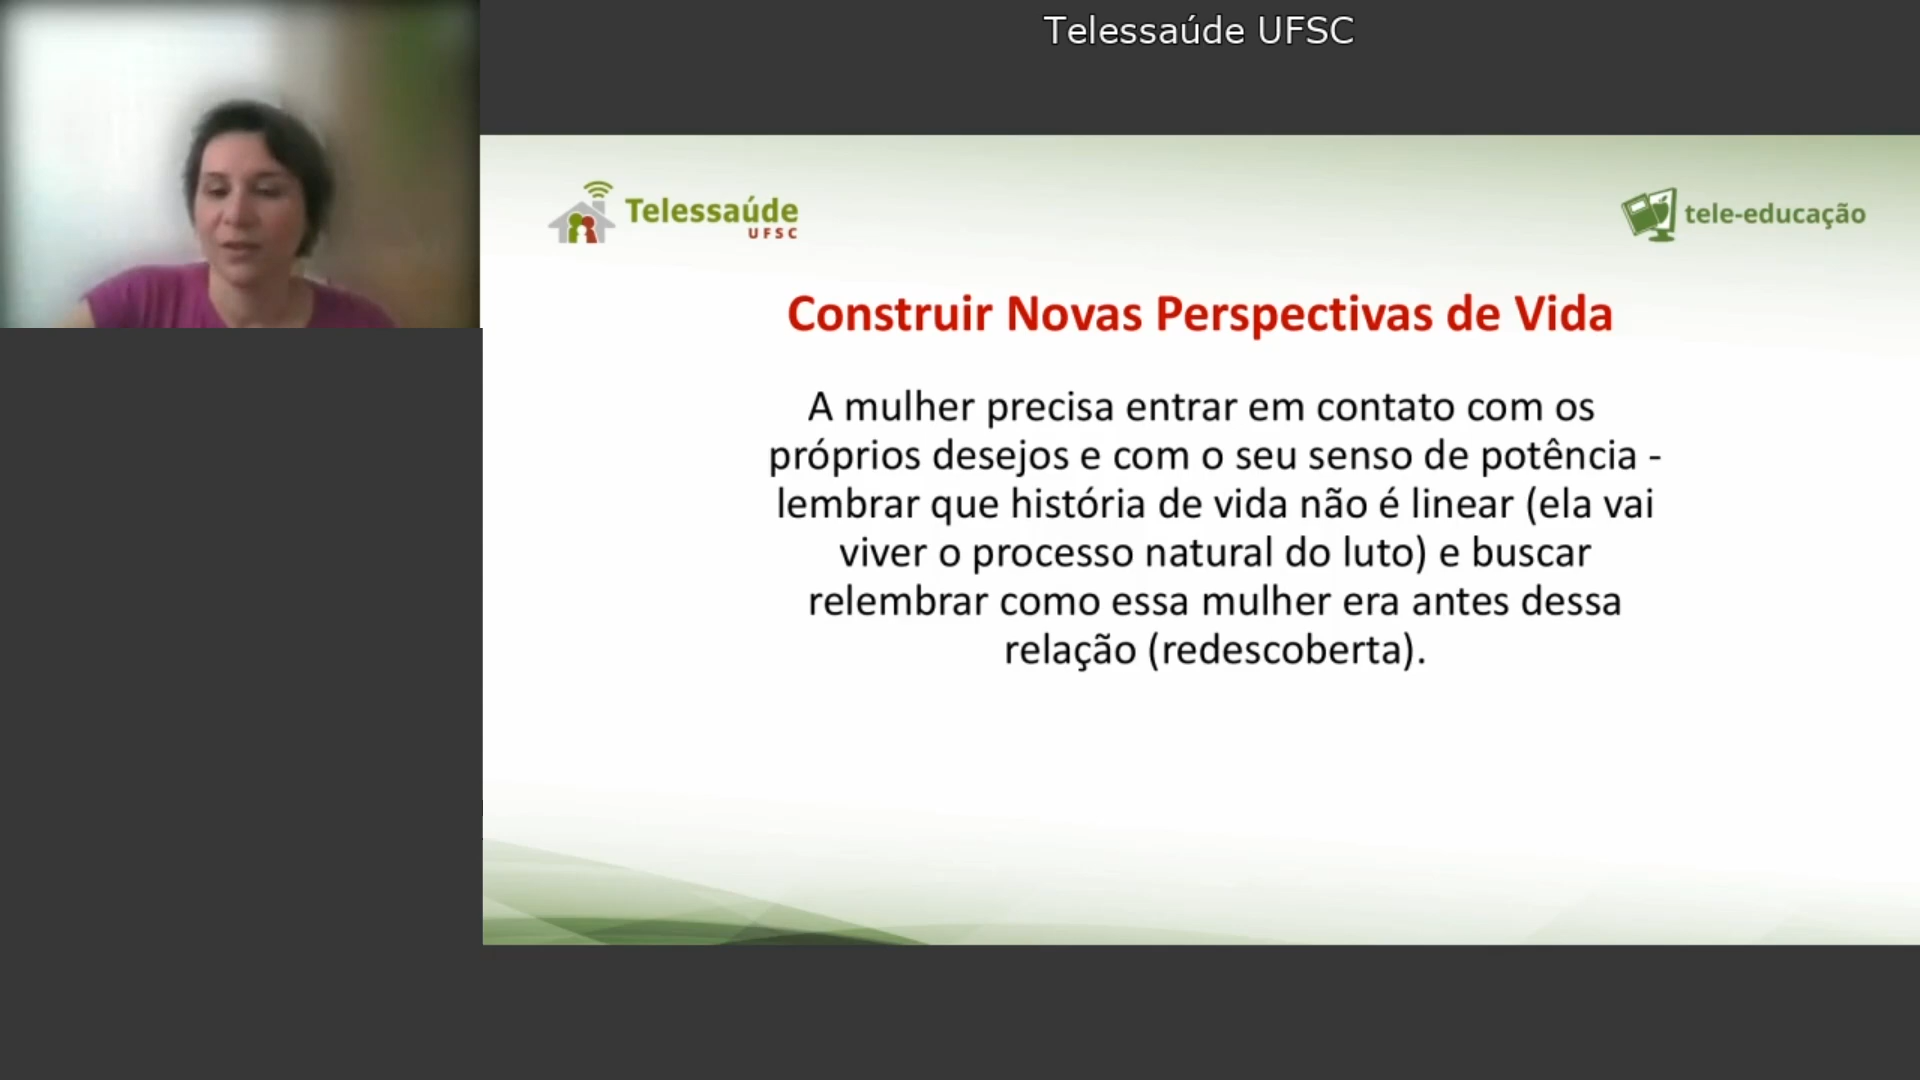 Telessaúde UFSC
Telessaúde
UFSC
tele-educação
Construir Novas Perspectivas de Vida
A mulher precisa entrar em contato com os
próprios desejos e com o seu senso de potência -
lembrar que história de vida não é linear (ela vai
viver o processo natural do luto) e buscar
relembrar como essa mulher era antes dessa
relação (redescoberta).